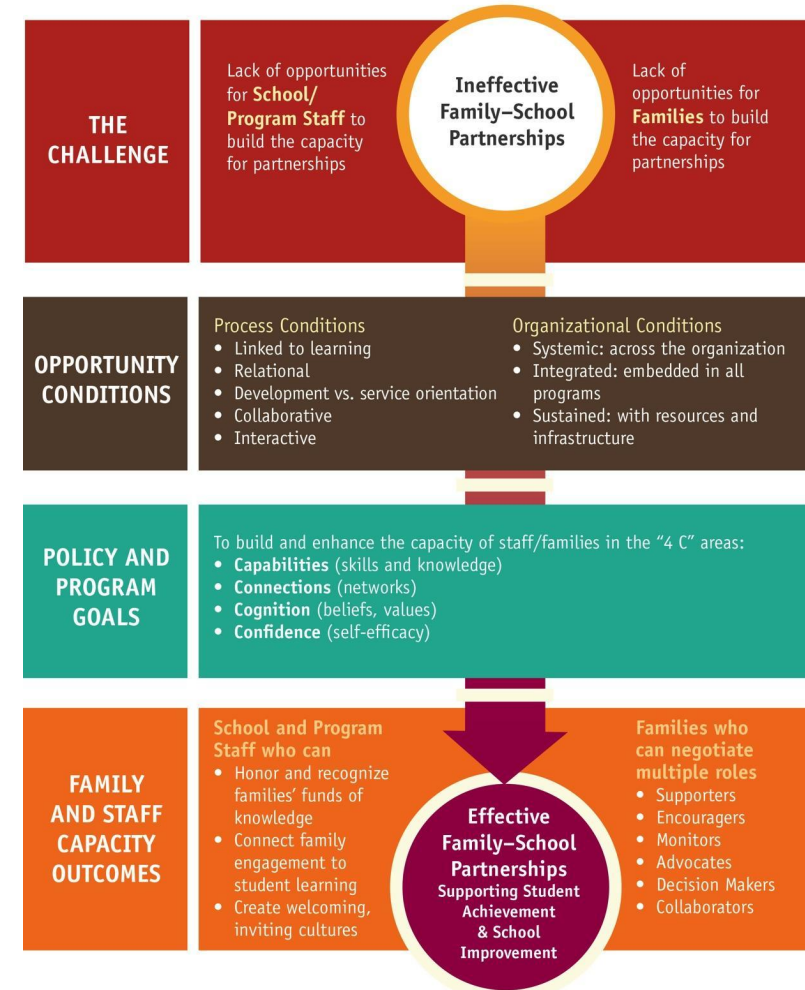 THE
CHALLENGE
Lack of opportunities
for School/
Program Staff to
build the capacity
for partnerships
Ineffective
Family–School
Partnerships
Lack of
opportunities for
Families to build
the capacity for
partnerships
OPPORTUNITY
CONDITIONS
Process Conditions
• Linked to learning
• Relational
• Development vs. service orientation
• Collaborative
• Interactive
Organizational Conditions
• Systemic: across the organization
• Integrated: embedded in all
programs
• Sustained: with resources and
infrastructure
POLICY AND
PROGRAM
GOALS
To build and enhance the capacity of staff/families in the “4 C” areas:
• Capabilities (skills and knowledge)
• Connections (networks)
• Cognition (beliefs, values)
• Confidence (self-efficacy)
FAMILY
AND STAFF
CAPACITY
OUTCOMES
School and Program
Staff who can
• Honor and recognize
families’ funds of
knowledge
• Connect family
engagement to
student learning
• Create welcoming,
inviting cultures
Effective
Family–School
Partnerships
Supporting Student
Achievement
& School
Improvement
Families who
can negotiate
multiple roles
• Supporters
• Encouragers
• Monitors
• Advocates
• Decision Makers
• Collaborators